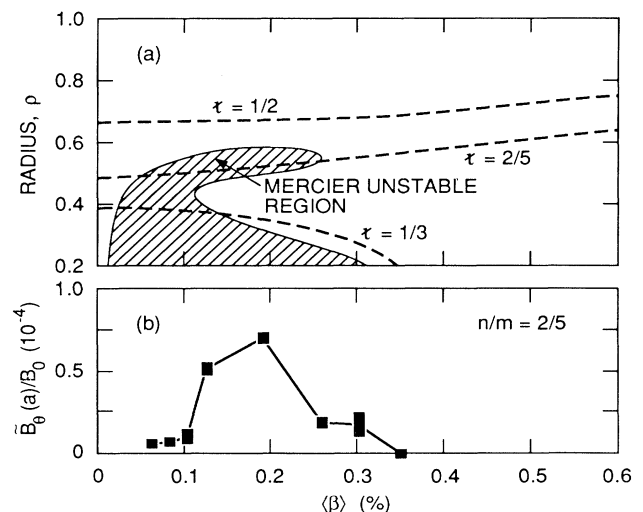 (a)
1.0
0.8
0.6
0.4
0.2
RADIUS, ρ
ɩ = 1/2
ɩ = 2/5
MERCIER UNSTABLE
REGION
ɩ = 1/3
(b)
n/m = 2/5
1.0
0.5
0
B̃θ(a)/B₀ (10⁻⁴)
0 0.1 0.2 0.3 0.4 0.5 0.6
⟨β⟩ (%)